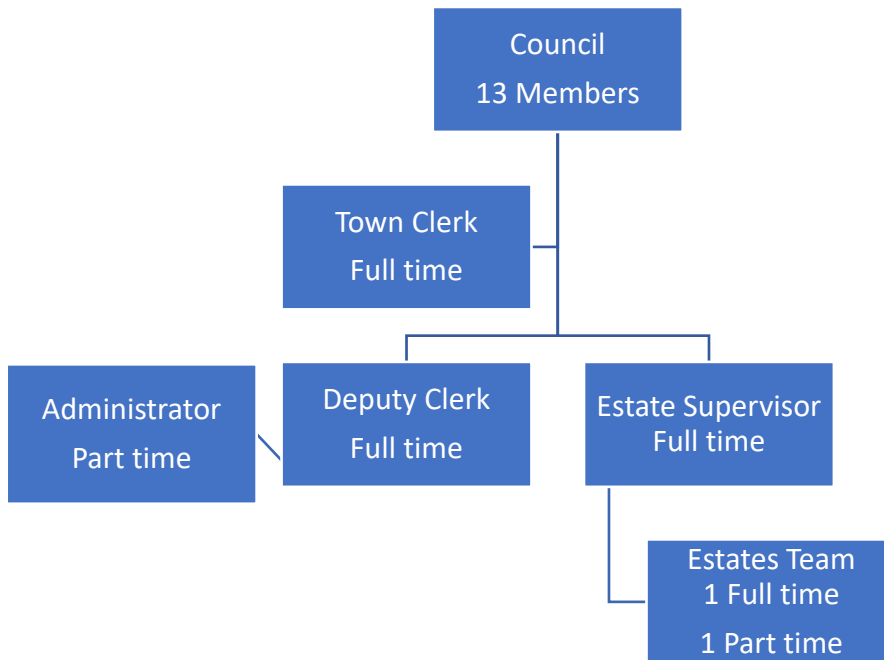 Council
13 Members
Town Clerk
Full time
Administrator
Part time
Deputy Clerk
Full time
Estate Supervisor
Full time
Estates Team
1 Full time
1 Part time